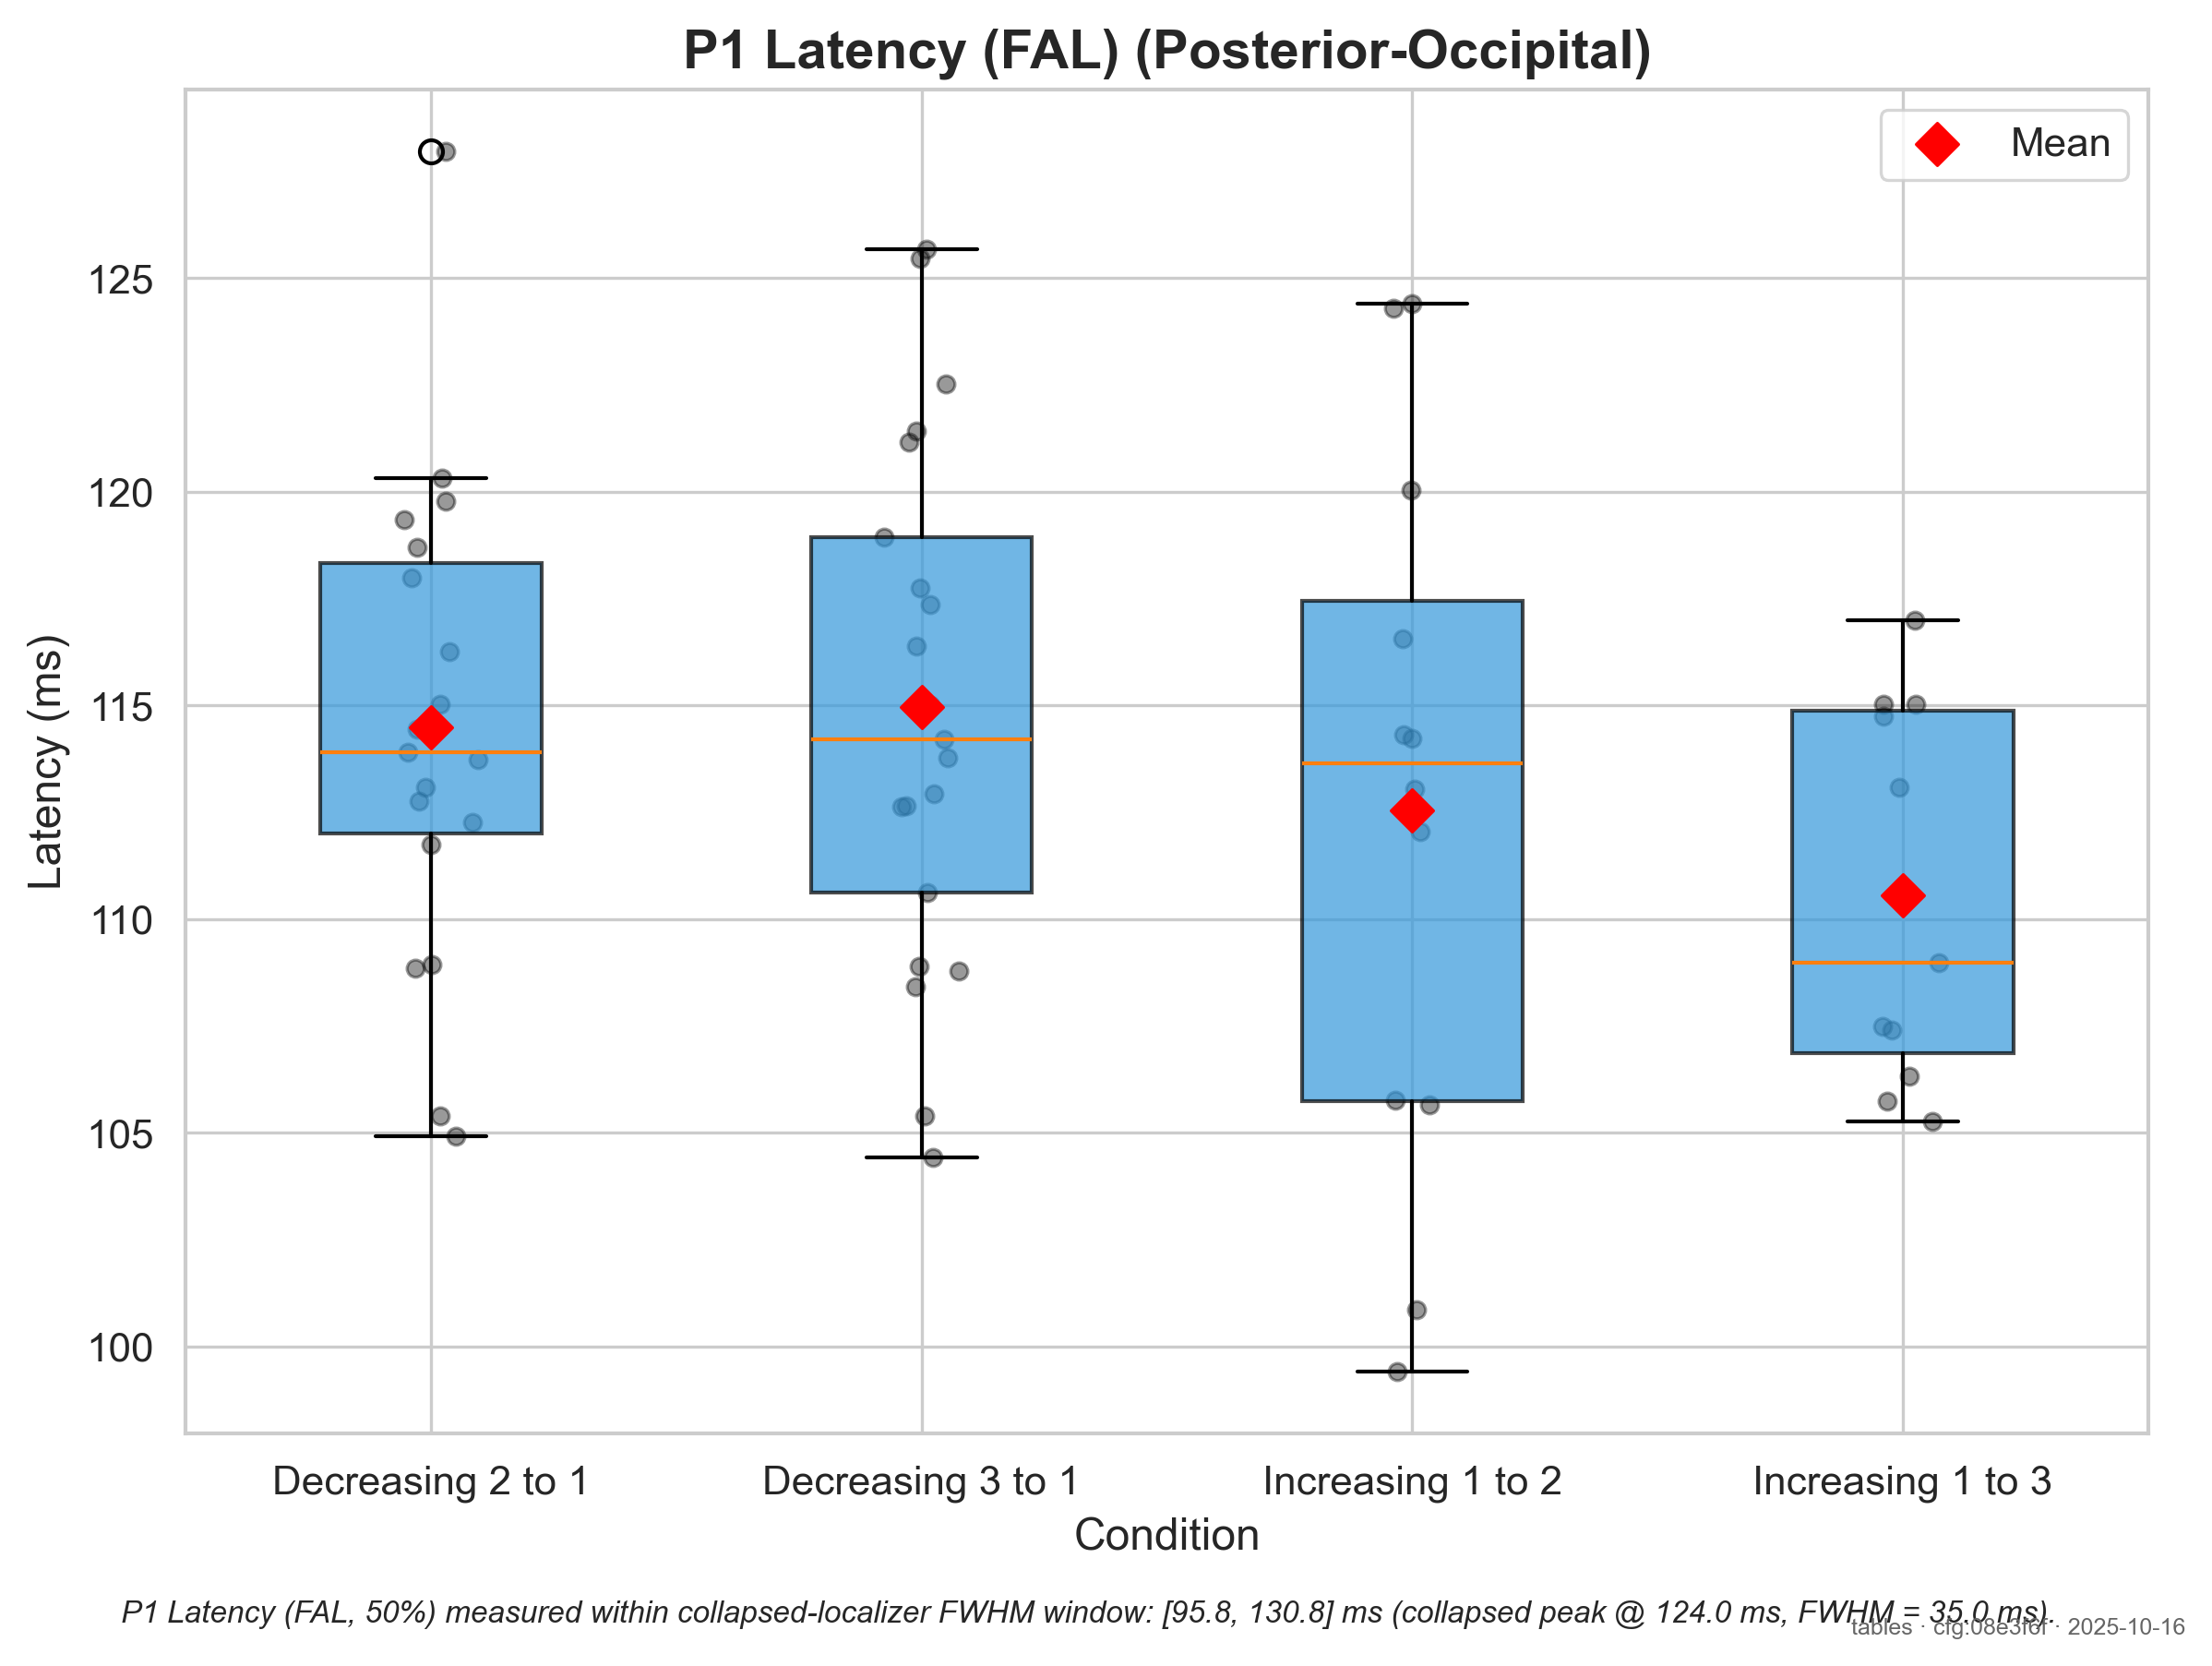 P1 Latency (FAL) (Posterior-Occipital)
Mean
Latency (ms)
125
120
115
110
105
100
Decreasing 2 to 1
Decreasing 3 to 1
Increasing 1 to 2
Increasing 1 to 3
Condition
P1 Latency (FAL, 50%) measured within collapsed-localizer FWHM window: [95.8, 130.8] ms (collapsed peak @ 124.0 ms, FWHM = 35.0 ms).
tables · cfg:08e3f6f · 2025-10-16